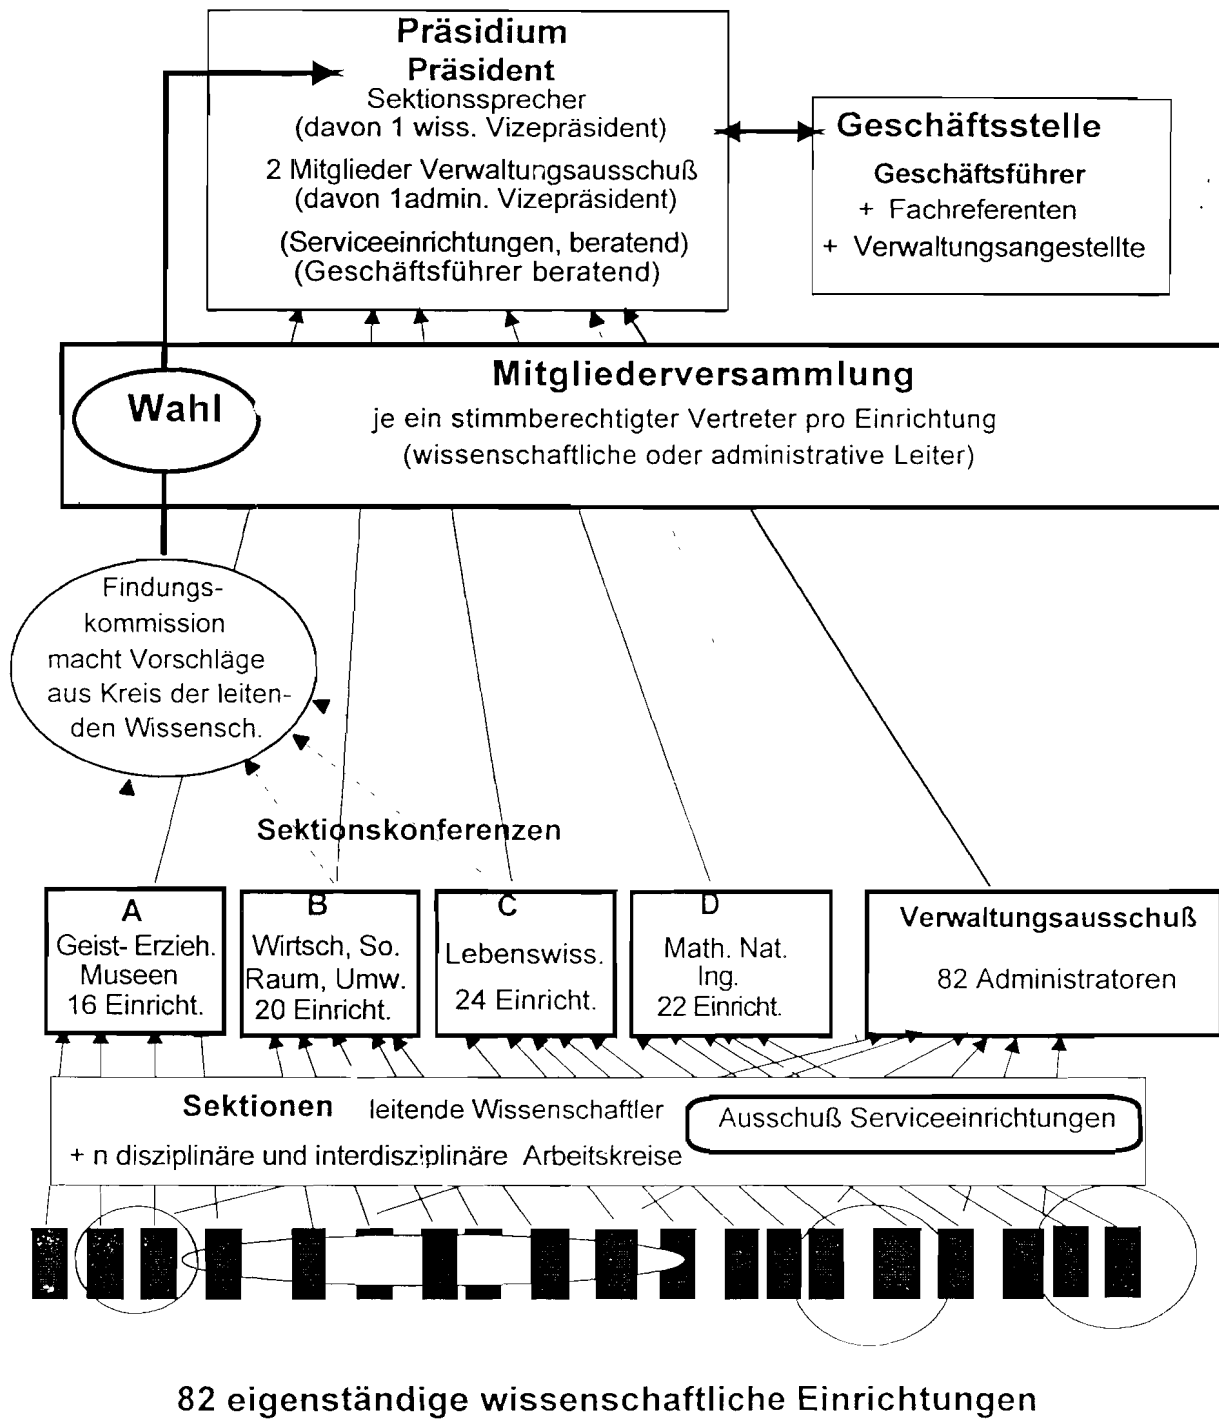 Präsidium
Präsident
Sektionssprecher
(davon 1 wiss. Vizepräsident)
2 Mitglieder Verwaltungsausschuß
(davon 1admin. Vizepräsident)
(Serviceeinrichtungen, beratend)
(Geschäftsführer beratend)
Geschäftsstelle
Geschäftsführer
+ Fachreferenten
+ Verwaltungsangestellte
Mitgliederversammlung
Wahl
je ein stimmberechtigter Vertreter pro Einrichtung
(wissenschaftliche oder administrative Leiter)
Findungs-
kommission
macht Vorschläge
aus Kreis der leiten-
den Wissensch.
Sektionskonferenzen
A
Geist- Erzieh.
Museen
16 Einricht.
B
Wirtsch, So.
Raum, Umw.
20 Einricht.
C
Lebenswiss.
24 Einricht.
D
Math. Nat.
Ing.
22 Einricht.
Verwaltungsausschuß
82 Administratoren
Sektionen leitende Wissenschaftler
+ n disziplinäre und interdisziplinäre Arbeitskreise
Ausschuß Serviceeinrichtungen
82 eigenständige wissenschaftliche Einrichtungen